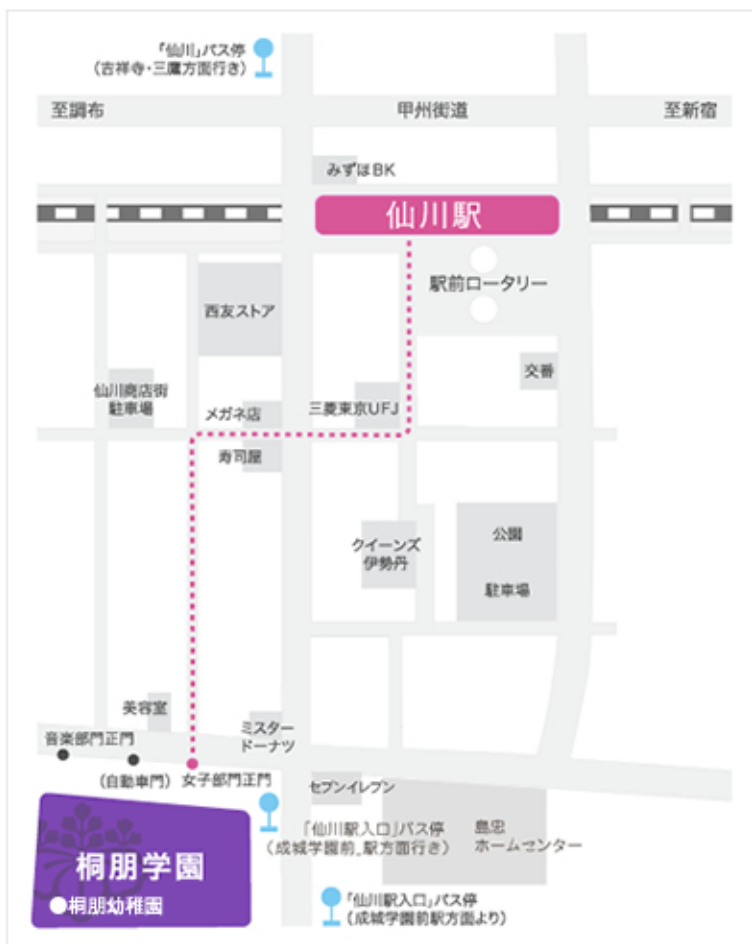 「仙川」バス停
(吉祥寺・三鷹方面行き)
至調布
甲州街道
至新宿
みずほBK
仙川駅
駅前ロータリー
西友ストア
交番
仙川商店街
駐車場
メガネ店
三菱東京UFJ
寿司屋
クイーンズ
伊勢丹
公園
駐車場
美容室
ミスター
ドーナツ
音楽部門正門
(自動車門)
女子部門正門
セブンイレブン
「仙川駅入口」バス停
(成城学園前、駅方面行き)
島忠
ホームセンター
桐朋学園
桐朋幼稚園
「仙川駅入口」バス停
(成城学園前駅方面より)